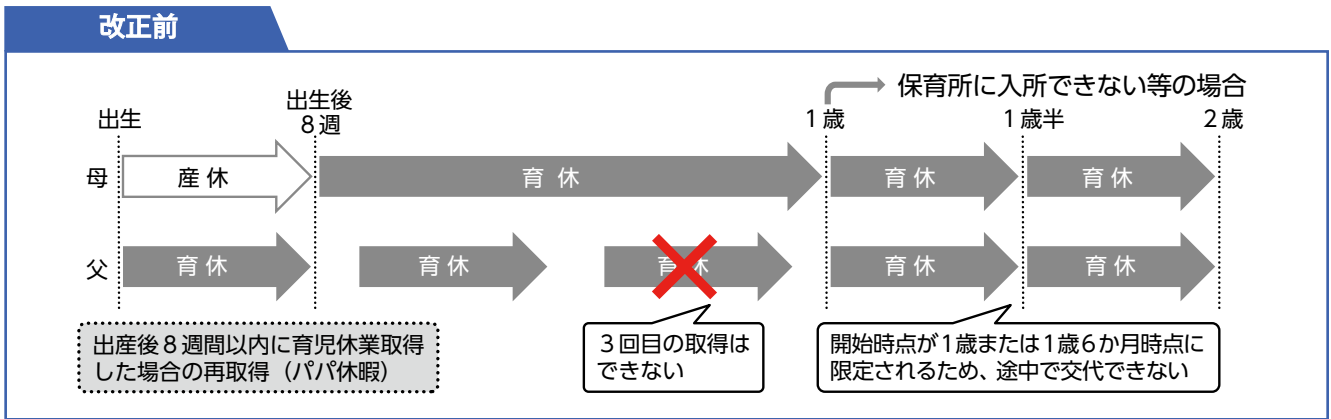 改正前
保育所に入所できない等の場合
出生
出生後
8週
1歳
1歳半
2歳
母
産休
育休
育休
育休
父
育休
育休
育休
育休
育休
出産後8週間以内に育児休業取得
した場合の再取得（パパ休暇）
3回目の取得は
できない
開始時点が1歳または1歳6か月時点に
限定されるため、途中で交代できない